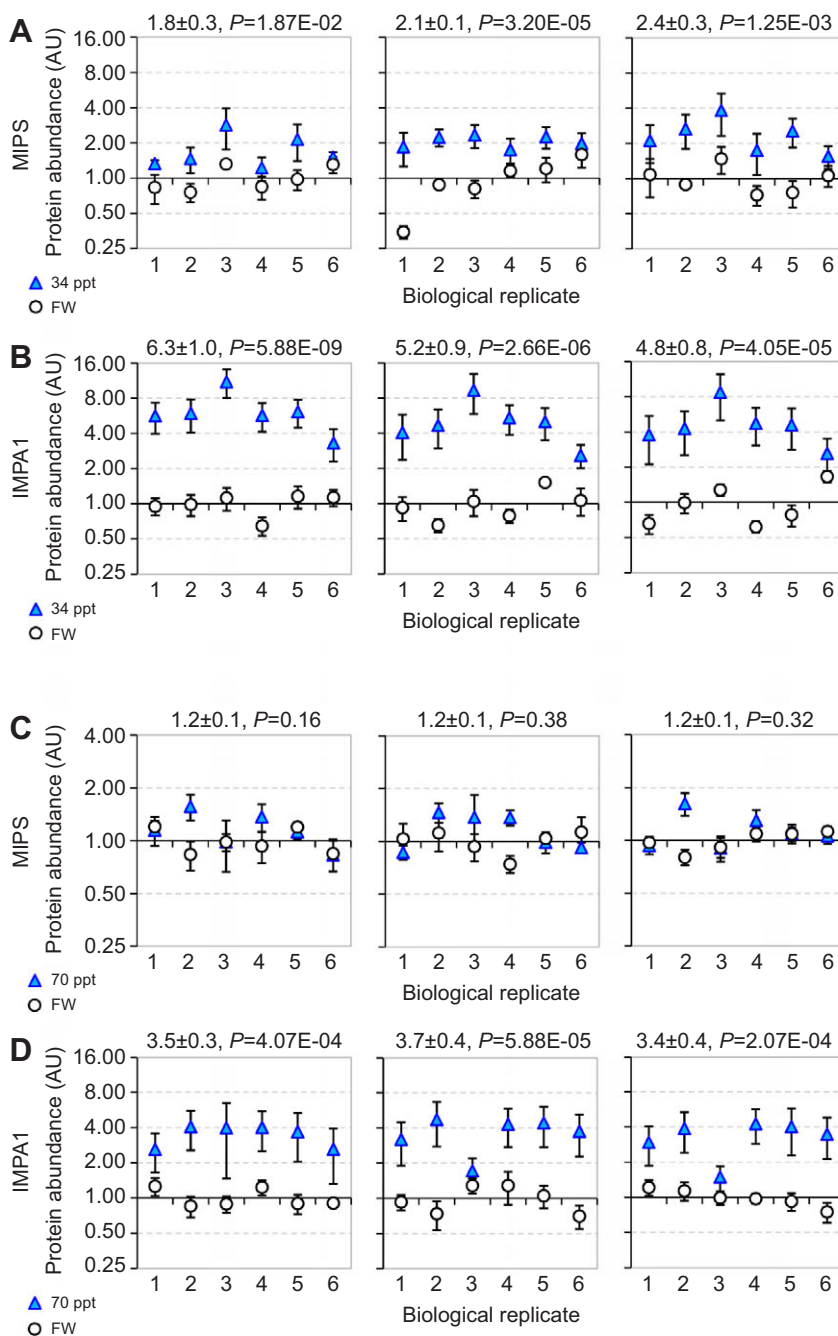 A
1.8±0.3, P=1.87E-02 2.1±0.1, P=3.20E-05 2.4±0.3, P=1.25E-03
MIPS
Protein abundance (AU)
16.00
8.00
4.00
2.00
1.00
0.50
0.25
1 2 3 4 5 6 1 2 3 4 5 6 1 2 3 4 5 6
34 ppt
FW
Biological replicate
B
6.3±1.0, P=5.88E-09 5.2±0.9, P=2.66E-06 4.8±0.8, P=4.05E-05
IMPA1
Protein abundance (AU)
16.00
8.00
4.00
2.00
1.00
0.50
0.25
1 2 3 4 5 6 1 2 3 4 5 6 1 2 3 4 5 6
34 ppt
FW
Biological replicate
C
1.2±0.1, P=0.16 1.2±0.1, P=0.38 1.2±0.1, P=0.32
MIPS
Protein abundance (AU)
4.00
2.00
1.00
0.50
0.25
1 2 3 4 5 6 1 2 3 4 5 6 1 2 3 4 5 6
70 ppt
FW
Biological replicate
D
3.5±0.3, P=4.07E-04 3.7±0.4, P=5.88E-05 3.4±0.4, P=2.07E-04
IMPA1
Protein abundance (AU)
16.00
8.00
4.00
2.00
1.00
0.50
0.25
1 2 3 4 5 6 1 2 3 4 5 6 1 2 3 4 5 6
70 ppt
FW
Biological replicate